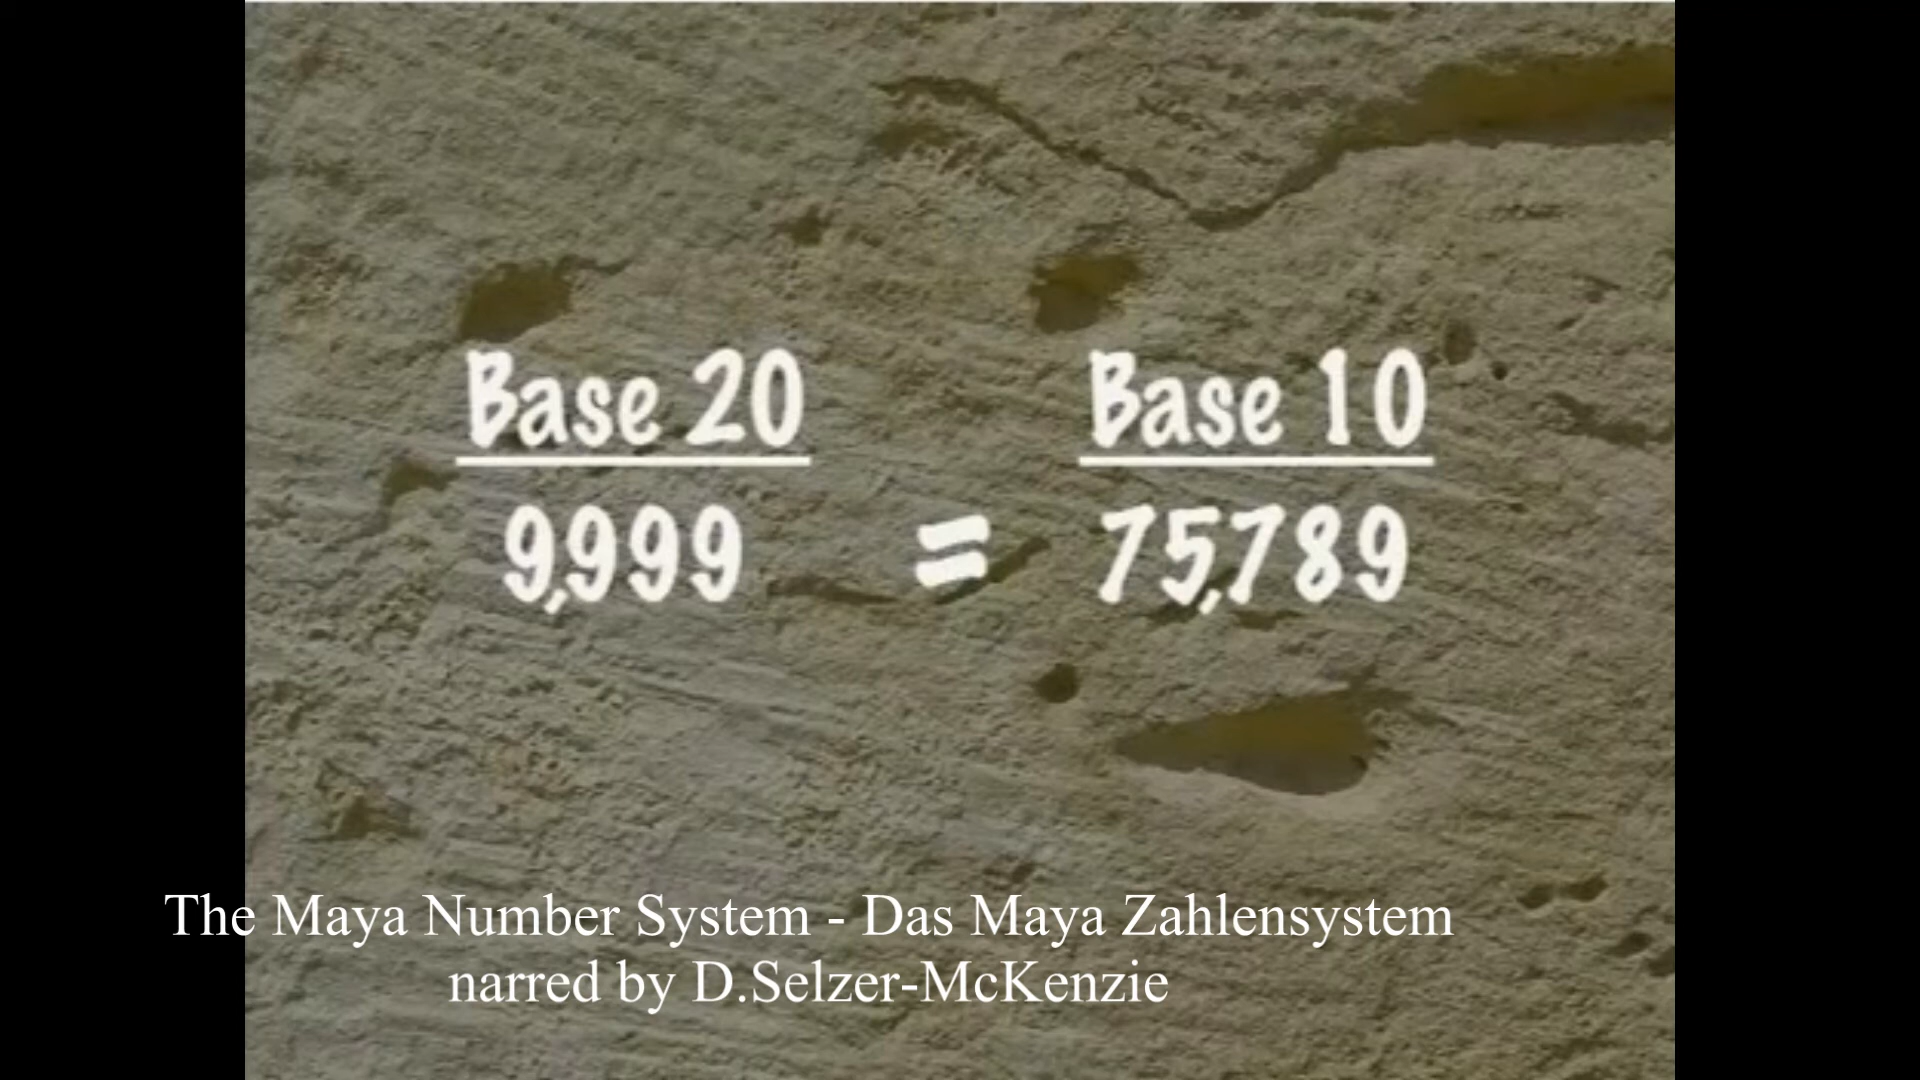 Base 20 Base 10
9,999 = 75,789
The Maya Number System - Das Maya Zahlensystem
narred by D.Selzer-McKenzie